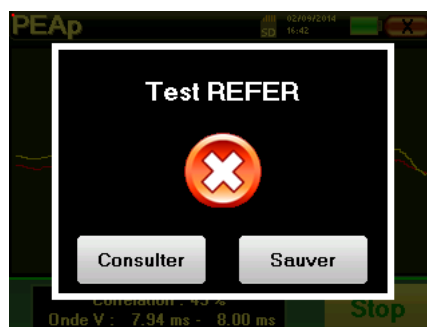 PEAp
SD 02/09/2014
16:42
X
Test REFER
Consulter Sauver
Corrélation : 45 %
Onde V : 7.94 ms - 8.00 ms
Stop